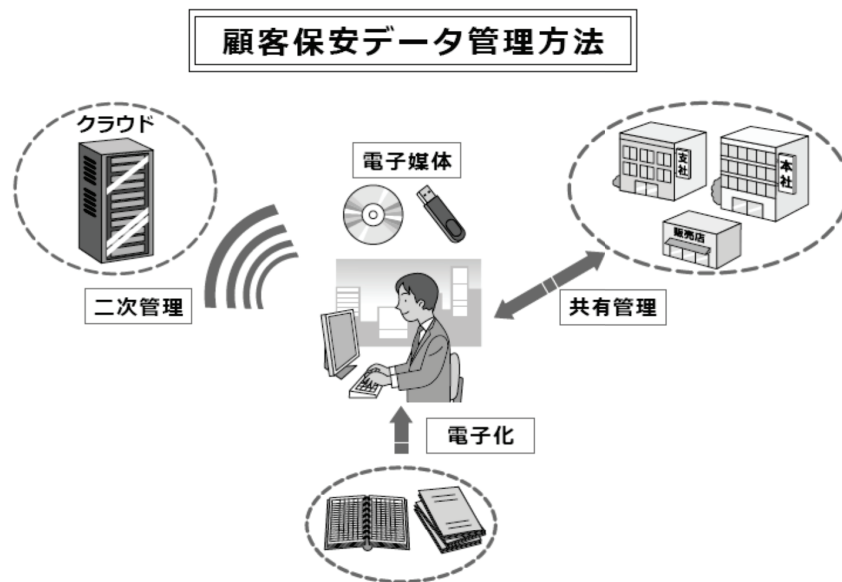 顧客保安データ管理方法
クラウド
電子媒体
支社
本社
販売店
二次管理
共有管理
電子化